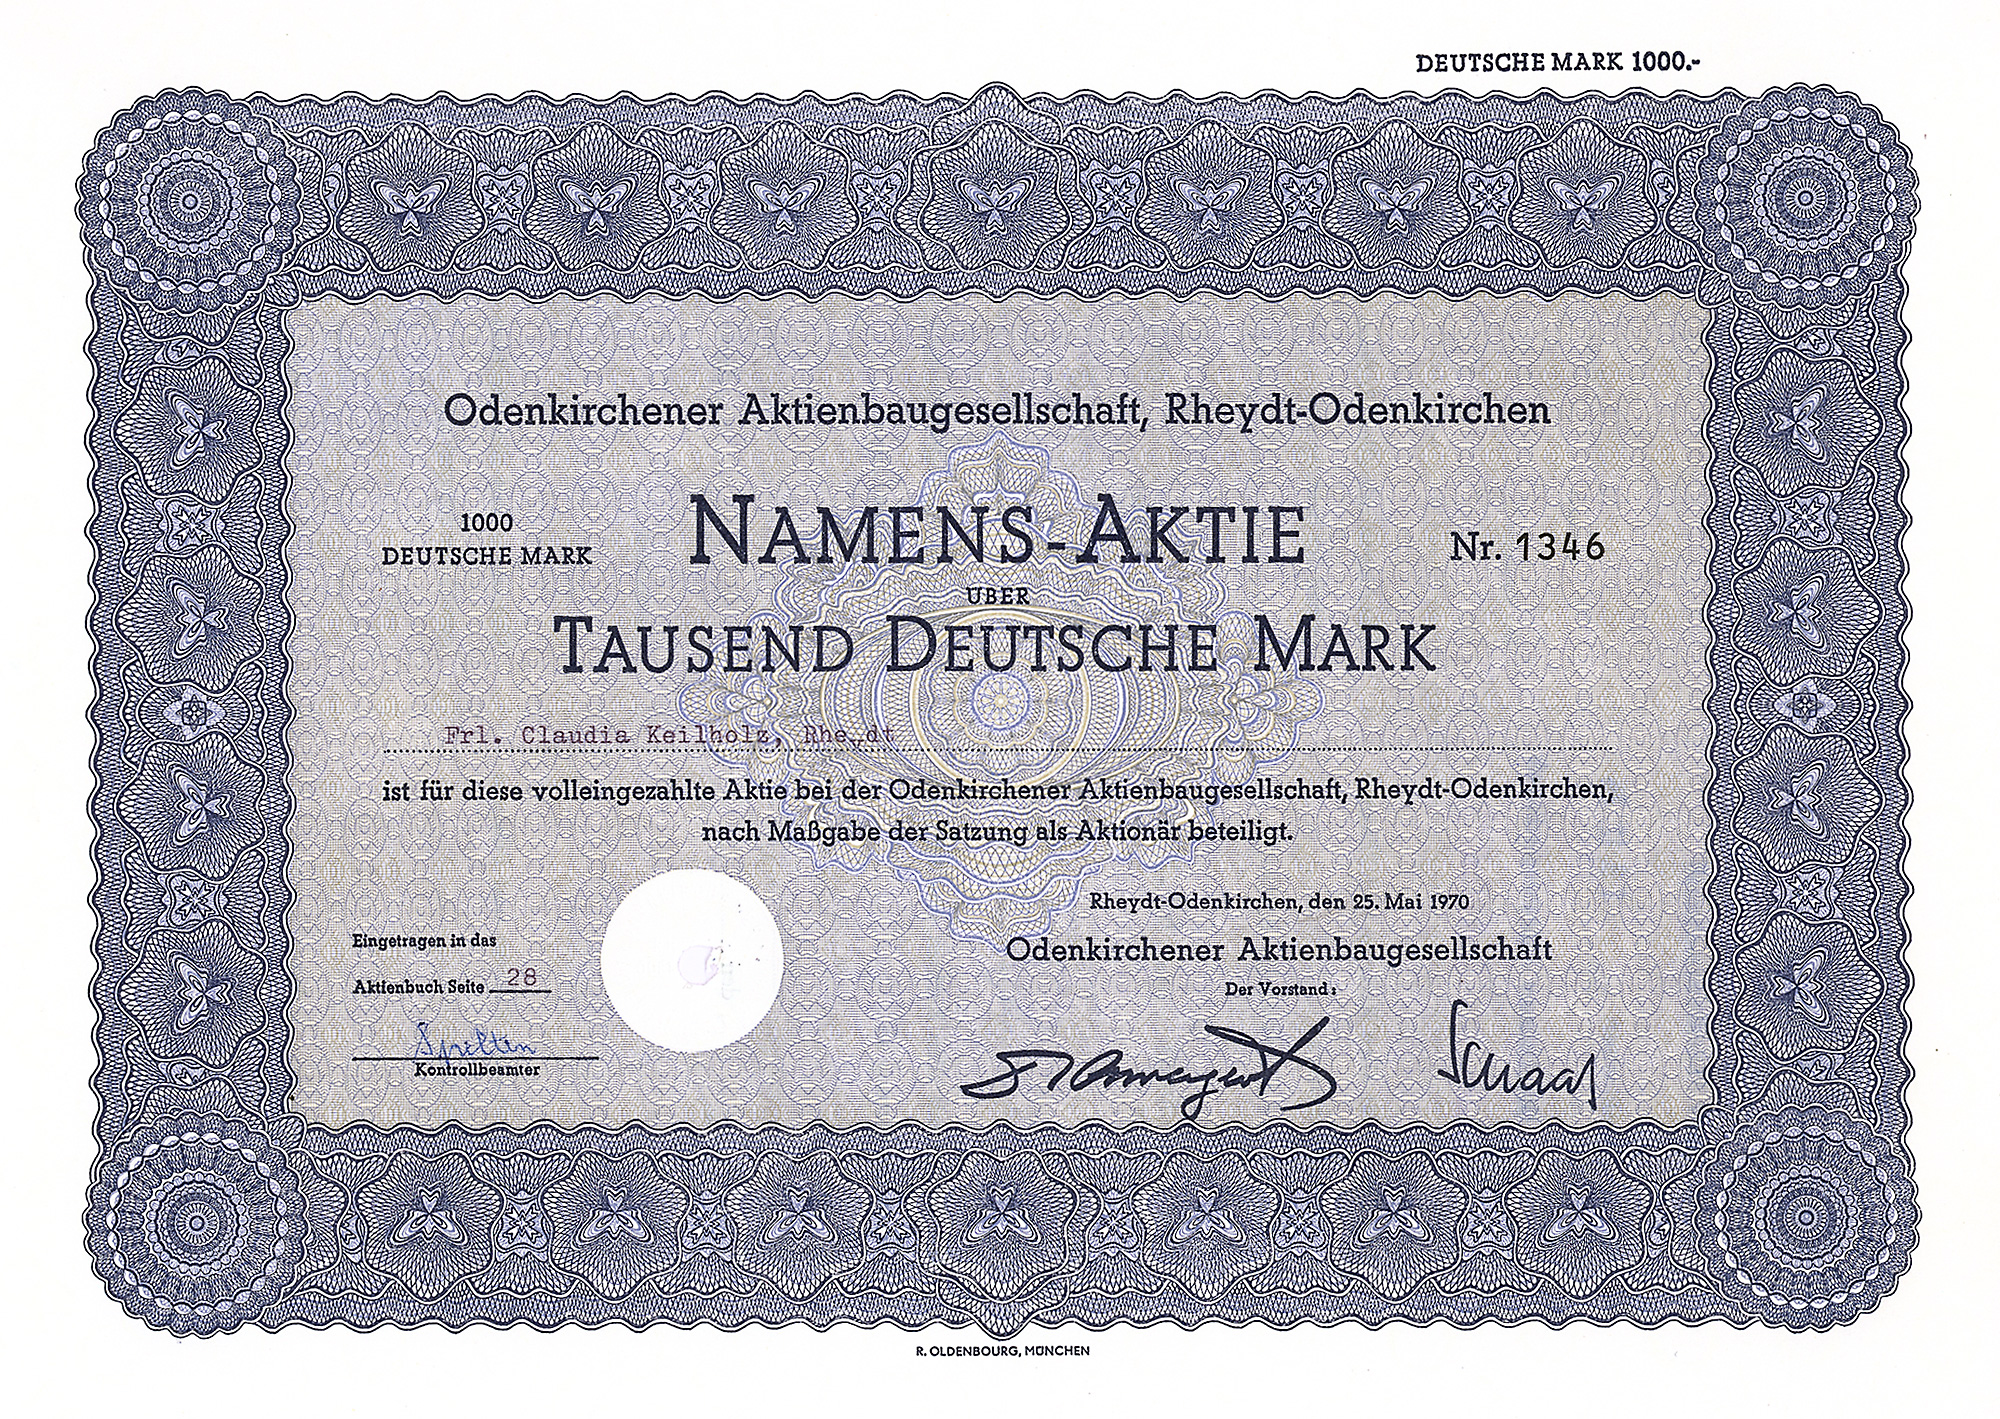 DEUTSCHE MARK 1000.-
Odenkirchener Aktienbaugesellschaft, Rheydt-Odenkirchen
1000
DEUTSCHE MARK
NAMENS-AKTIE
Nr. 1346
ÜBER
TAUSEND DEUTSCHE MARK
Frl. Claudia Keilholz, Rheydt
ist für diese volleingezahlte Aktie bei der Odenkirchener Aktienbaugesellschaft, Rheydt-Odenkirchen,
nach Maßgabe der Satzung als Aktionär beteiligt.
Rheydt-Odenkirchen, den 25. Mai 1970
Odenkirchener Aktienbaugesellschaft
Der Vorstand:
Eingetragen in das
Aktienbuch Seite 28
Kontrollbeamter
R. OLDENBOURG, MÜNCHEN